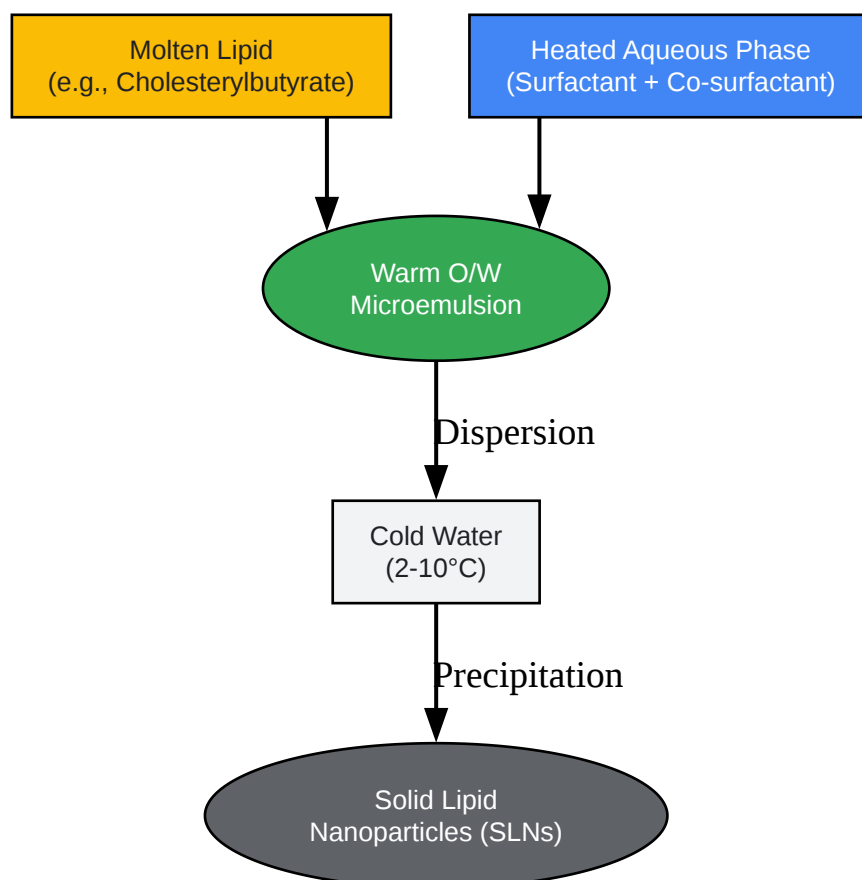 Molten Lipid
(e.g., Cholesterylbutyrate)
Heated Aqueous Phase
(Surfactant + Co-surfactant)
Warm O/W
Microemulsion
Dispersion
Cold Water
(2-10°C)
Precipitation
Solid Lipid
Nanoparticles (SLNs)